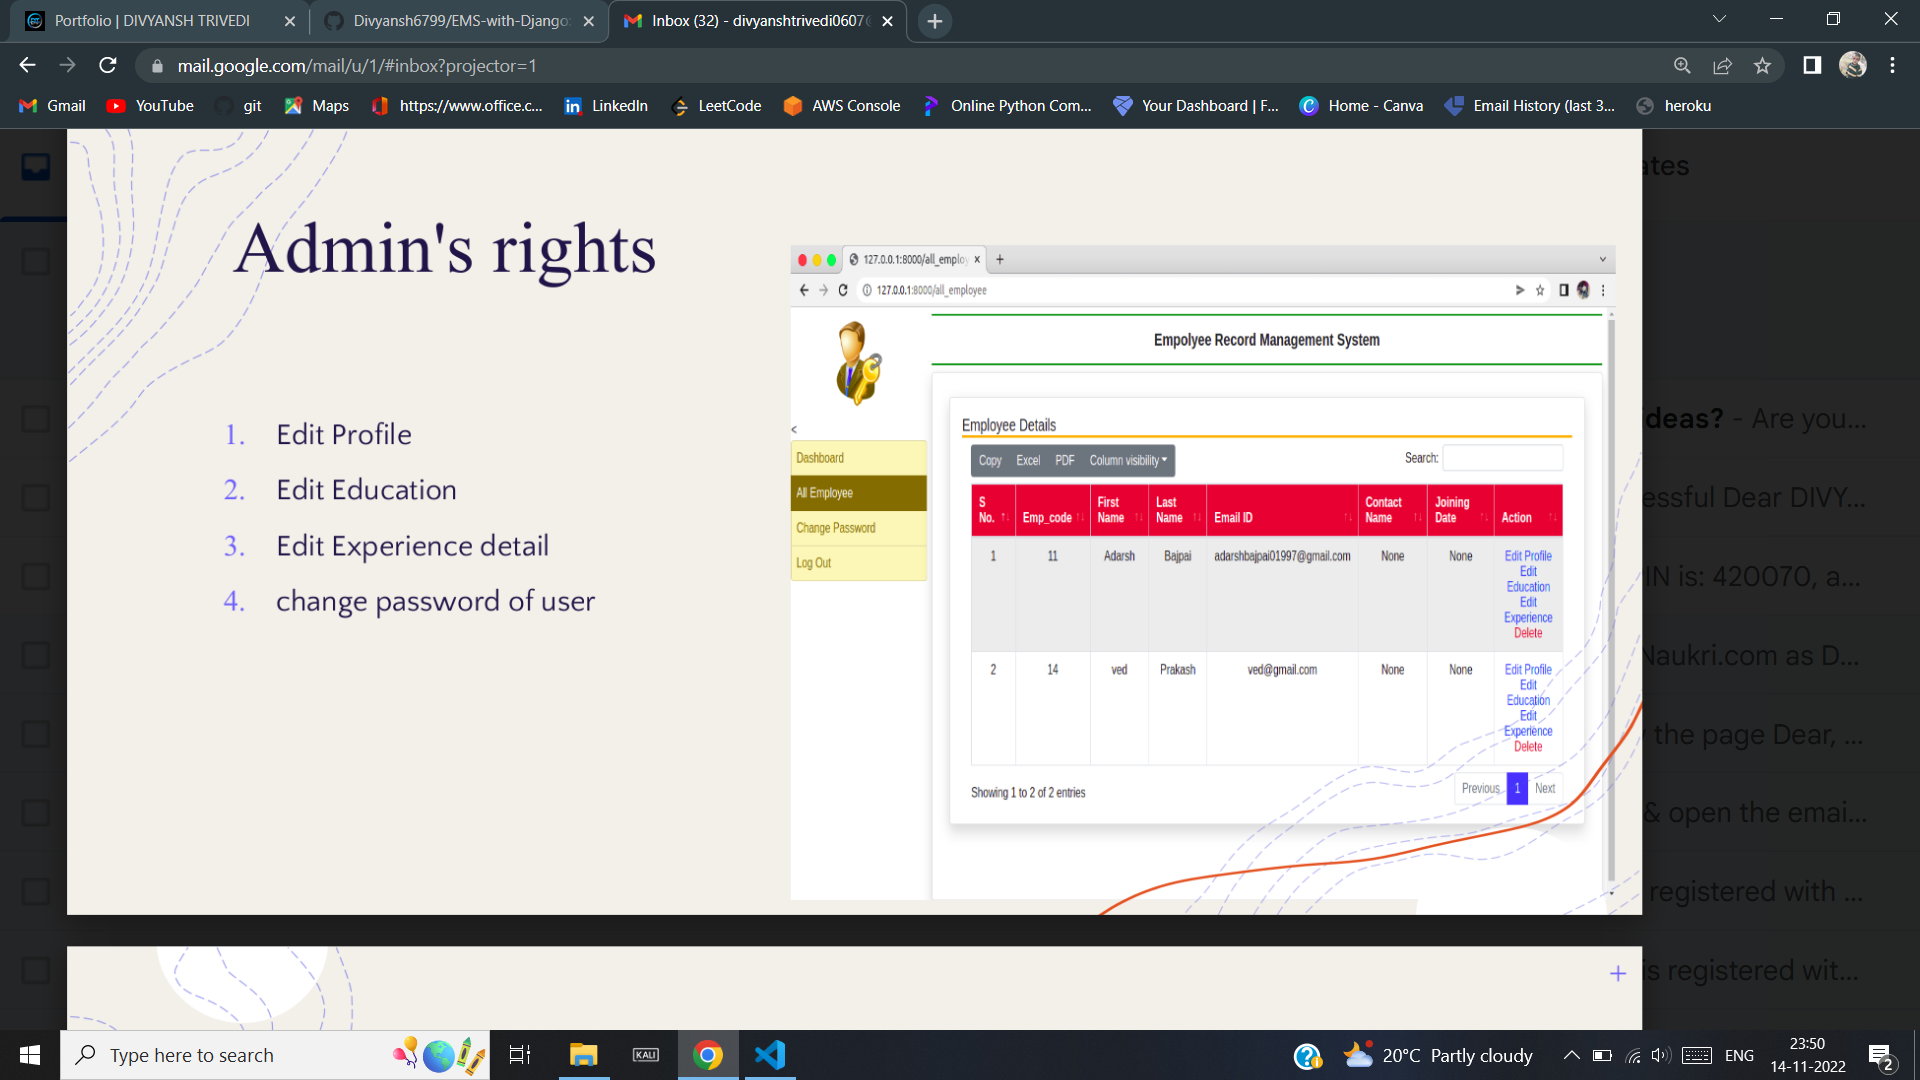 Portfolio | DIVYANSH TRIVEDI
Divyansh6799/EMS-with-Django:
Inbox (32) - divyanshtrivedi0607@
mail.google.com/mail/u/1/#inbox?projector=1
Gmail
YouTube
git
Maps
https://www.office.c...
LinkedIn
LeetCode
AWS Console
Online Python Com...
Your Dashboard | F...
Home - Canva
Email History (last 3...
heroku
ates
Admin's rights
1. Edit Profile
2. Edit Education
3. Edit Experience detail
4. change password of user
127.0.0.1:8000/all_employ
127.0.0.1:8000/all_employee
Empolyee Record Management System
<
Dashboard
All Employee
Change Password
Log Out
Employee Details
Copy Excel PDF Column visibility
Search:
S No. Emp_code First Name Last Name Email ID Contact Name Joining Date Action
1 11 Adarsh Bajpai adarshbajpai01997@gmail.com None None Edit Profile
Edit
Education
Edit
Experience
Delete
2 14 ved Prakash ved@gmail.com None None Edit Profile
Edit
Education
Edit
Experience
Delete
Showing 1 to 2 of 2 entries
Previous 1 Next
deas? - Are you...
essful Dear DIVY...
IN is: 420070, a...
Naukri.com as D...
the page Dear, ...
& open the emai...
registered with ...
is registered wit...
Type here to search
KALI
20°C Partly cloudy
ENG
23:50
14-11-2022
2